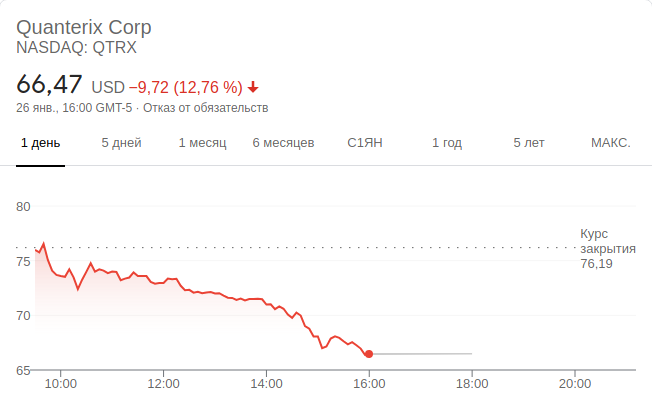 Quanterix Corp
NASDAQ: QTRX
66,47 USD −9,72 (12,76 %)
26 янв., 16:00 GMT-5 · Отказ от обязательств
1 день 5 дней 1 месяц 6 месяцев С1ЯН 1 год 5 лет МАКС.
80
Курс
закрытия
76,19
75
70
65
10:00 12:00 14:00 16:00 18:00 20:00